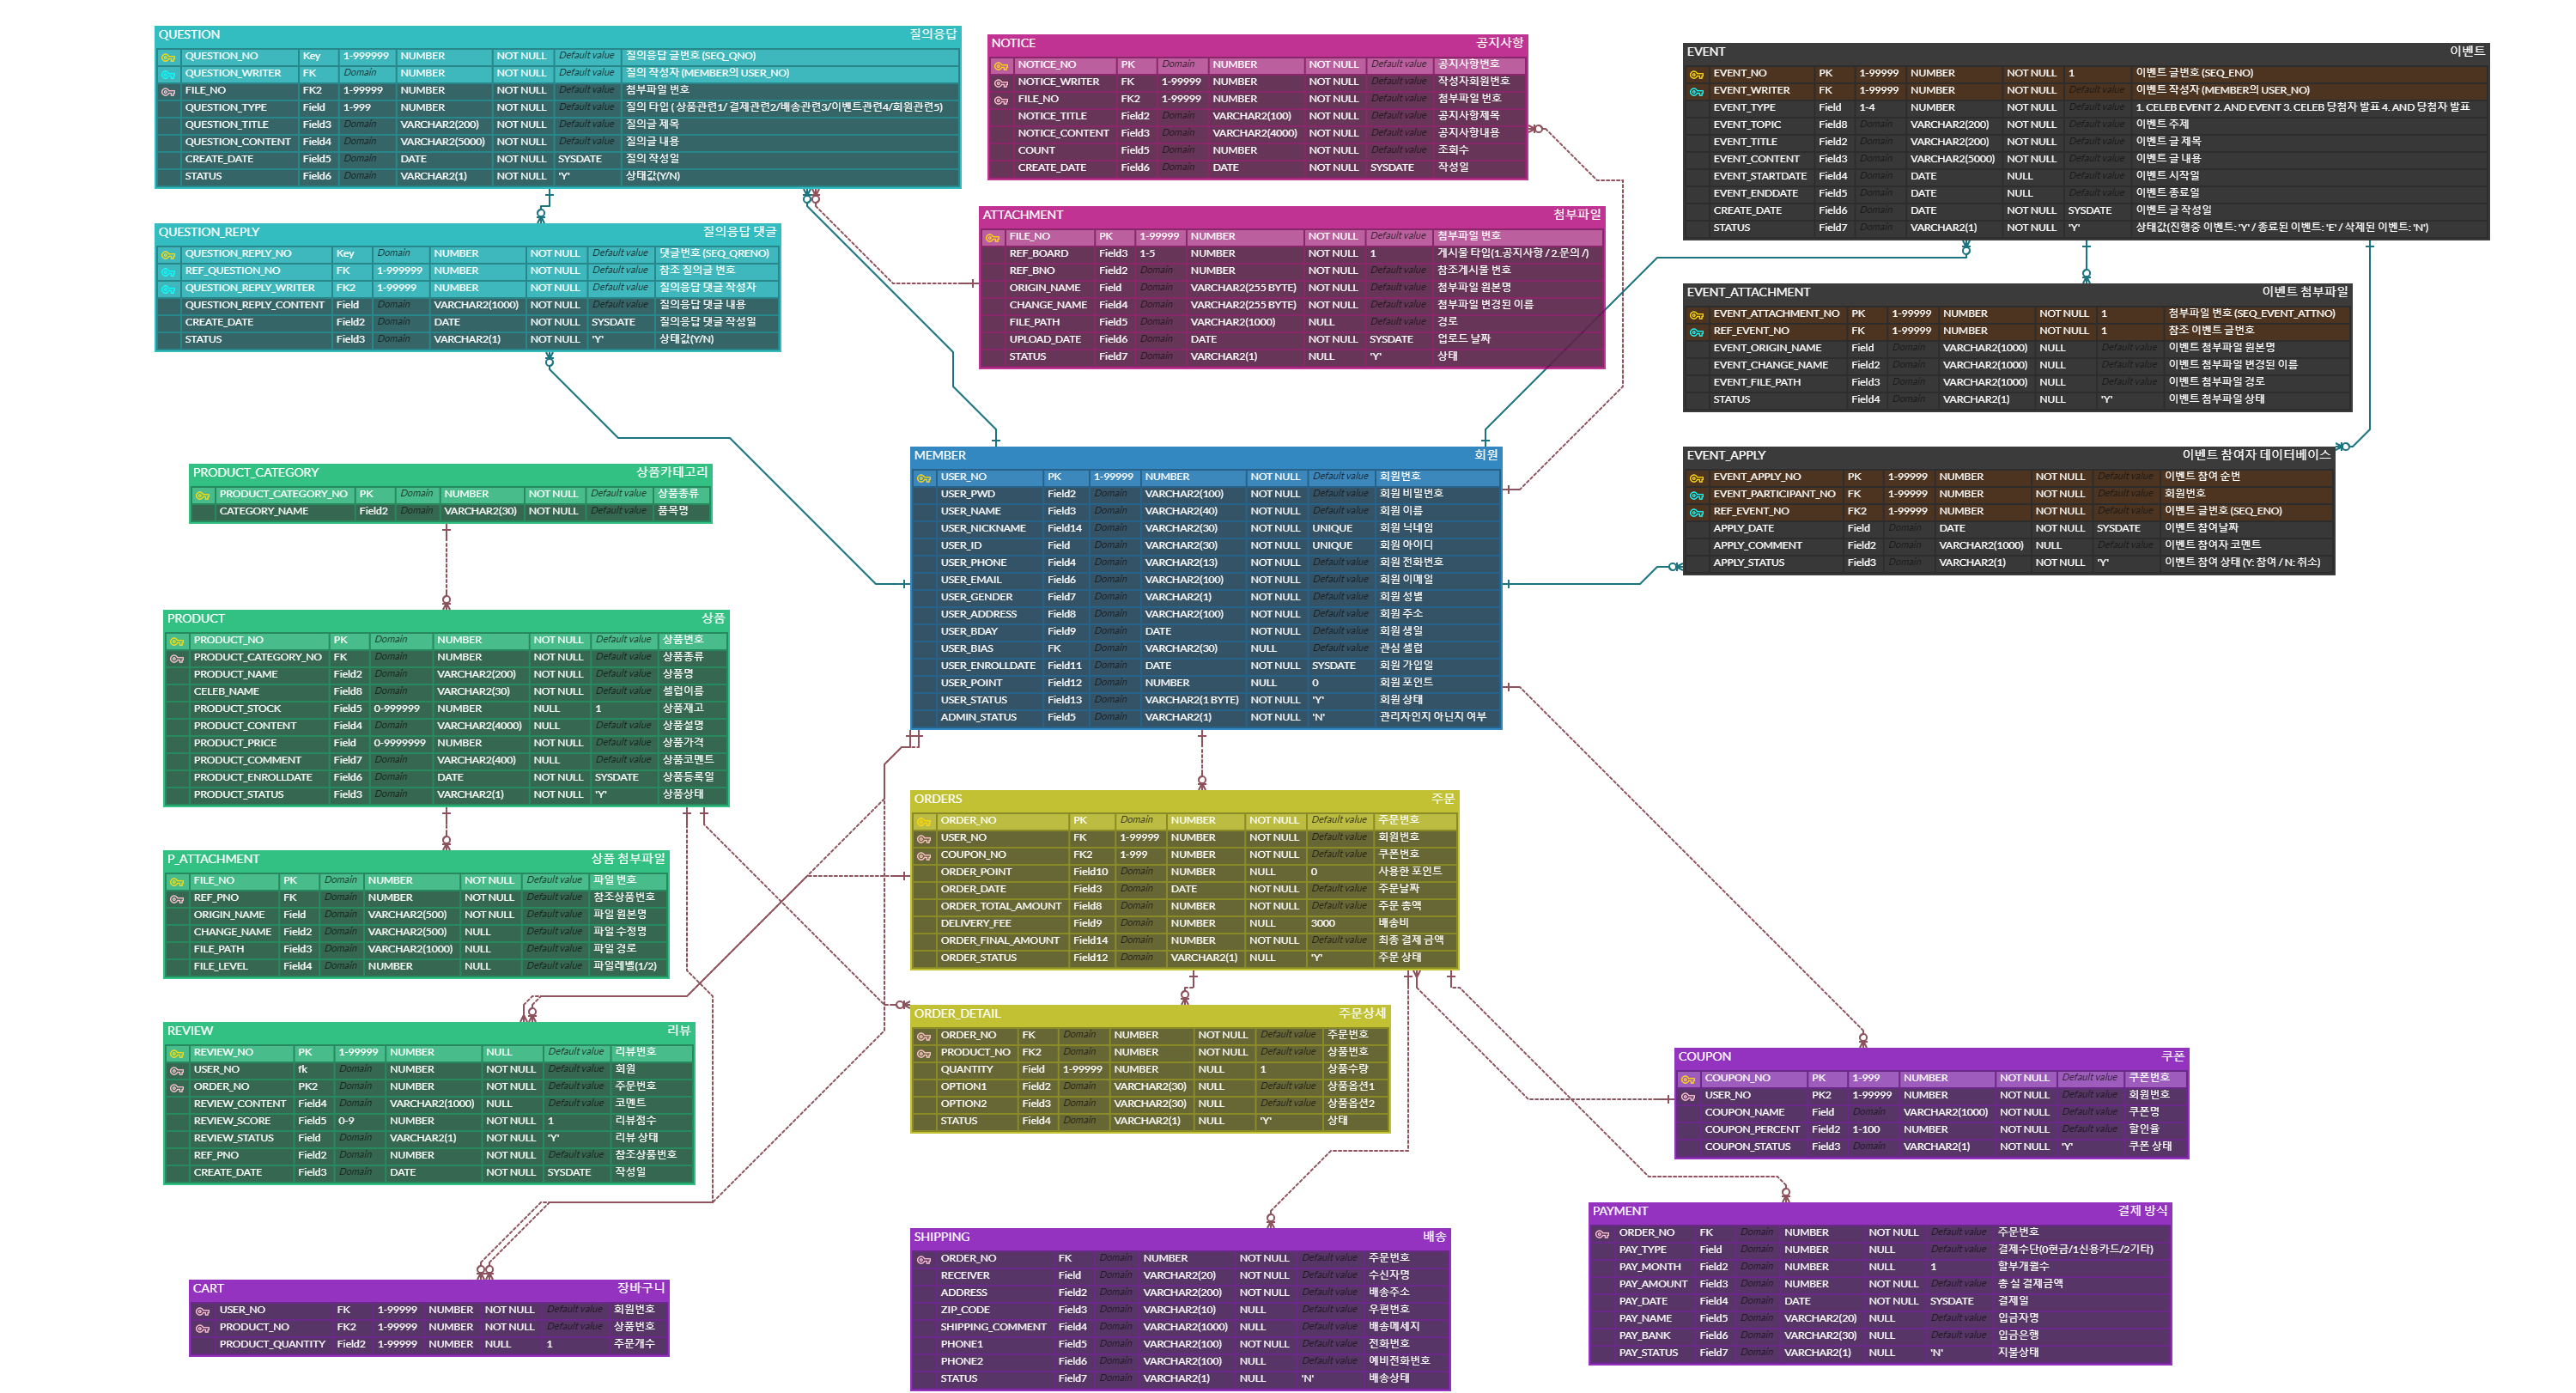 QUESTION 질의응답
QUESTION_NO Key 1-999999 NUMBER NOT NULL Default value 질의응답 글번호 (SEQ_QNO)
QUESTION_WRITER FK Domain NUMBER NOT NULL Default value 질의 작성자 (MEMBER의 USER_NO)
FILE_NO FK2 1-99999 NUMBER NOT NULL Default value 첨부파일 번호
QUESTION_TYPE Field 1-999 NUMBER NOT NULL Default value 질의 타입 ( 상품관련1/ 결제관련2/배송관련3/이벤트관련4/회원관련5)
QUESTION_TITLE Field3 Domain VARCHAR2(200) NOT NULL Default value 질의글 제목
QUESTION_CONTENT Field4 Domain VARCHAR2(5000) NOT NULL Default value 질의글 내용
CREATE_DATE Field5 Domain DATE NOT NULL SYSDATE 질의 작성일
STATUS Field6 Domain VARCHAR2(1) NOT NULL 'Y' 상태값(Y/N)
NOTICE 공지사항
NOTICE_NO PK Domain NUMBER NOT NULL Default value 공지사항번호
NOTICE_WRITER FK 1-99999 NUMBER NOT NULL Default value 작성자회원번호
FILE_NO FK2 1-99999 NUMBER NOT NULL Default value 첨부파일 번호
NOTICE_TITLE Field2 Domain VARCHAR2(100) NOT NULL Default value 공지사항제목
NOTICE_CONTENT Field3 Domain VARCHAR2(4000) NOT NULL Default value 공지사항내용
COUNT Field5 Domain NUMBER NOT NULL Default value 조회수
CREATE_DATE Field6 Domain DATE NOT NULL SYSDATE 작성일
EVENT 이벤트
EVENT_NO PK 1-99999 NUMBER NOT NULL 1 이벤트 글번호 (SEQ_ENO)
EVENT_WRITER FK 1-99999 NUMBER NOT NULL Default value 이벤트 작성자 (MEMBER의 USER_NO)
EVENT_TYPE Field 1-4 NUMBER NOT NULL Default value 1. CELEB EVENT 2. AND EVENT 3. CELEB 당첨자 발표 4. AND 당첨자 발표
EVENT_TOPIC Field8 Domain VARCHAR2(200) NOT NULL Default value 이벤트 주제
EVENT_TITLE Field2 Domain VARCHAR2(200) NOT NULL Default value 이벤트 글 제목
EVENT_CONTENT Field3 Domain VARCHAR2(5000) NOT NULL Default value 이벤트 글 내용
EVENT_STARTDATE Field4 Domain DATE NULL Default value 이벤트 시작일
EVENT_ENDDATE Field5 Domain DATE NULL Default value 이벤트 종료일
CREATE_DATE Field6 Domain DATE NOT NULL SYSDATE 이벤트 글 작성일
STATUS Field7 Domain VARCHAR2(1) NOT NULL 'Y' 상태값(진행중 이벤트: 'Y' / 종료된 이벤트: 'E' / 삭제된 이벤트: 'N')
QUESTION_REPLY 질의응답 댓글
QUESTION_REPLY_NO Key Domain NUMBER NOT NULL Default value 댓글번호 (SEQ_QRENO)
REF_QUESTION_NO FK 1-999999 NUMBER NOT NULL Default value 참조 질의글 번호
QUESTION_REPLY_WRITER FK2 1-99999 NUMBER NOT NULL Default value 질의응답 댓글 작성자
QUESTION_REPLY_CONTENT Field Domain VARCHAR2(1000) NOT NULL Default value 질의응답 댓글 내용
CREATE_DATE Field2 Domain DATE NOT NULL SYSDATE 질의응답 댓글 작성일
STATUS Field3 Domain VARCHAR2(1) NOT NULL 'Y' 상태값(Y/N)
ATTACHMENT 첨부파일
FILE_NO PK 1-99999 NUMBER NOT NULL Default value 첨부파일 번호
REF_BOARD Field3 1-5 NUMBER NOT NULL 1 게시물 타입(1.공지사항 / 2.문의 /)
REF_BNO Field2 Domain NUMBER NOT NULL Default value 참조게시물 번호
ORIGIN_NAME Field Domain VARCHAR2(255 BYTE) NOT NULL Default value 첨부파일 원본명
CHANGE_NAME Field4 Domain VARCHAR2(255 BYTE) NOT NULL Default value 첨부파일 변경된 이름
FILE_PATH Field5 Domain VARCHAR2(1000) NULL Default value 경로
UPLOAD_DATE Field6 Domain DATE NOT NULL SYSDATE 업로드 날짜
STATUS Field7 Domain VARCHAR2(1) NULL 'Y' 상태
EVENT_ATTACHMENT 이벤트 첨부파일
EVENT_ATTACHMENT_NO PK 1-99999 NUMBER NOT NULL 1 첨부파일 번호 (SEQ_EVENT_ATTNO)
REF_EVENT_NO FK 1-99999 NUMBER NOT NULL 1 참조 이벤트 글번호
EVENT_ORIGIN_NAME Field Domain VARCHAR2(1000) NULL Default value 이벤트 첨부파일 원본명
EVENT_CHANGE_NAME Field2 Domain VARCHAR2(1000) NULL Default value 이벤트 첨부파일 변경된 이름
EVENT_FILE_PATH Field3 Domain VARCHAR2(1000) NULL Default value 이벤트 첨부파일 경로
STATUS Field4 Domain VARCHAR2(1) NULL 'Y' 이벤트 첨부파일 상태
PRODUCT_CATEGORY 상품카테고리
PRODUCT_CATEGORY_NO PK Domain NUMBER NOT NULL Default value 상품종류
CATEGORY_NAME Field2 Domain VARCHAR2(30) NOT NULL Default value 품목명
MEMBER 회원
USER_NO PK 1-99999 NUMBER NOT NULL Default value 회원번호
USER_PWD Field2 Domain VARCHAR2(100) NOT NULL Default value 회원 비밀번호
USER_NAME Field3 Domain VARCHAR2(40) NOT NULL Default value 회원 이름
USER_NICKNAME Field14 Domain VARCHAR2(30) NOT NULL UNIQUE 회원 닉네임
USER_ID Field Domain VARCHAR2(30) NOT NULL UNIQUE 회원 아이디
USER_PHONE Field4 Domain VARCHAR2(13) NOT NULL Default value 회원 전화번호
USER_EMAIL Field6 Domain VARCHAR2(100) NOT NULL Default value 회원 이메일
USER_GENDER Field7 Domain VARCHAR2(1) NOT NULL Default value 회원 성별
USER_ADDRESS Field8 Domain VARCHAR2(100) NOT NULL Default value 회원 주소
USER_BDAY Field9 Domain DATE NOT NULL Default value 회원 생일
USER_BIAS FK Domain VARCHAR2(30) NULL Default value 관심 셀럽
USER_ENROLLDATE Field11 Domain DATE NOT NULL SYSDATE 회원 가입일
USER_POINT Field12 Domain NUMBER NULL 0 회원 포인트
USER_STATUS Field13 Domain VARCHAR2(1 BYTE) NOT NULL 'Y' 회원 상태
ADMIN_STATUS Field5 Domain VARCHAR2(1) NOT NULL 'N' 관리자인지 아닌지 여부
EVENT_APPLY 이벤트 참여자 데이터베이스
EVENT_APPLY_NO PK 1-99999 NUMBER NOT NULL Default value 이벤트 참여 순번
EVENT_PARTICIPANT_NO FK 1-99999 NUMBER NOT NULL Default value 회원번호
REF_EVENT_NO FK2 1-99999 NUMBER NOT NULL Default value 이벤트 글번호 (SEQ_ENO)
APPLY_DATE Field Domain DATE NOT NULL SYSDATE 이벤트 참여날짜
APPLY_COMMENT Field2 Domain VARCHAR2(1000) NULL Default value 이벤트 참여자 코멘트
APPLY_STATUS Field3 Domain VARCHAR2(1) NOT NULL 'Y' 이벤트 참여 상태 (Y: 참여 / N: 취소)
PRODUCT 상품
PRODUCT_NO PK Domain NUMBER NOT NULL Default value 상품번호
PRODUCT_CATEGORY_NO FK Domain NUMBER NOT NULL Default value 상품종류
PRODUCT_NAME Field2 Domain VARCHAR2(200) NOT NULL Default value 상품명
CELEB_NAME Field8 Domain VARCHAR2(30) NOT NULL Default value 셀럽이름
PRODUCT_STOCK Field5 0-999999 NUMBER NULL 1 상품재고
PRODUCT_CONTENT Field4 Domain VARCHAR2(4000) NULL Default value 상품설명
PRODUCT_PRICE Field 0-9999999 NUMBER NOT NULL Default value 상품가격
PRODUCT_COMMENT Field7 Domain VARCHAR2(400) NULL Default value 상품코멘트
PRODUCT_ENROLLDATE Field6 Domain DATE NOT NULL SYSDATE 상품등록일
PRODUCT_STATUS Field3 Domain VARCHAR2(1) NOT NULL 'Y' 상품상태
ORDERS 주문
ORDER_NO PK Domain NUMBER NOT NULL Default value 주문번호
USER_NO FK 1-99999 NUMBER NOT NULL Default value 회원번호
COUPON_NO FK2 1-999 NUMBER NOT NULL Default value 쿠폰번호
ORDER_POINT Field10 Domain NUMBER NULL 0 사용한 포인트
ORDER_DATE Field3 Domain DATE NOT NULL Default value 주문날짜
ORDER_TOTAL_AMOUNT Field8 Domain NUMBER NOT NULL Default value 주문 총액
DELIVERY_FEE Field9 Domain NUMBER NULL 3000 배송비
ORDER_FINAL_AMOUNT Field14 Domain NUMBER NOT NULL Default value 최종 결제 금액
ORDER_STATUS Field12 Domain VARCHAR2(1) NULL 'Y' 주문 상태
P_ATTACHMENT 상품 첨부파일
FILE_NO PK Domain NUMBER NOT NULL Default value 파일 번호
REF_PNO FK Domain NUMBER NOT NULL Default value 참조상품번호
ORIGIN_NAME Field Domain VARCHAR2(500) NOT NULL Default value 파일 원본명
CHANGE_NAME Field2 Domain VARCHAR2(500) NULL Default value 파일 수정명
FILE_PATH Field3 Domain VARCHAR2(1000) NULL Default value 파일 경로
FILE_LEVEL Field4 Domain NUMBER NULL Default value 파일레벨(1/2)
ORDER_DETAIL 주문상세
ORDER_NO FK Domain NUMBER NOT NULL Default value 주문번호
PRODUCT_NO FK2 Domain NUMBER NOT NULL Default value 상품번호
QUANTITY Field 1-99999 NUMBER NULL 1 상품수량
OPTION1 Field2 Domain VARCHAR2(30) NULL Default value 상품옵션1
OPTION2 Field3 Domain VARCHAR2(30) NULL Default value 상품옵션2
STATUS Field4 Domain VARCHAR2(1) NULL 'Y' 상태
REVIEW 리뷰
REVIEW_NO PK 1-99999 NUMBER NULL Default value 리뷰번호
USER_NO fk Domain NUMBER NOT NULL Default value 회원
ORDER_NO PK2 Domain NUMBER NOT NULL Default value 주문번호
REVIEW_CONTENT Field4 Domain VARCHAR2(1000) NULL Default value 코멘트
REVIEW_SCORE Field5 0-9 NUMBER NOT NULL 1 리뷰점수
REVIEW_STATUS Field Domain VARCHAR2(1) NOT NULL 'Y' 리뷰 상태
REF_PNO Field2 Domain NUMBER NOT NULL Default value 참조상품번호
CREATE_DATE Field3 Domain DATE NOT NULL SYSDATE 작성일
COUPON 쿠폰
COUPON_NO PK 1-999 NUMBER NOT NULL Default value 쿠폰번호
USER_NO PK2 1-99999 NUMBER NOT NULL Default value 회원번호
COUPON_NAME Field Domain VARCHAR2(1000) NOT NULL Default value 쿠폰명
COUPON_PERCENT Field2 1-100 NUMBER NOT NULL Default value 할인율
COUPON_STATUS Field3 Domain VARCHAR2(1) NOT NULL 'Y' 쿠폰 상태
CART 장바구니
USER_NO FK 1-99999 NUMBER NOT NULL Default value 회원번호
PRODUCT_NO FK2 1-99999 NUMBER NOT NULL Default value 상품번호
PRODUCT_QUANTITY Field2 1-99999 NUMBER NULL 1 주문개수
SHIPPING 배송
ORDER_NO FK Domain NUMBER NOT NULL Default value 주문번호
RECEIVER Field Domain VARCHAR2(20) NOT NULL Default value 수신자명
ADDRESS Field2 Domain VARCHAR2(200) NOT NULL Default value 배송주소
ZIP_CODE Field3 Domain VARCHAR2(10) NULL Default value 우편번호
SHIPPING_COMMENT Field4 Domain VARCHAR2(1000) NULL Default value 배송메세지
PHONE1 Field5 Domain VARCHAR2(100) NOT NULL Default value 전화번호
PHONE2 Field6 Domain VARCHAR2(100) NULL Default value 예비전화번호
STATUS Field7 Domain VARCHAR2(1) NULL 'N' 배송상태
PAYMENT 결제 방식
ORDER_NO FK Domain NUMBER NOT NULL Default value 주문번호
PAY_TYPE Field Domain NUMBER NULL Default value 결제수단(0현금/1신용카드/2기타)
PAY_MONTH Field2 Domain NUMBER NULL 1 할부개월수
PAY_AMOUNT Field3 Domain NUMBER NOT NULL Default value 총 실 결제금액
PAY_DATE Field4 Domain DATE NOT NULL SYSDATE 결제일
PAY_NAME Field5 Domain VARCHAR2(20) NULL Default value 입금자명
PAY_BANK Field6 Domain VARCHAR2(30) NULL Default value 입금은행
PAY_STATUS Field7 Domain VARCHAR2(1) NULL 'N' 지불상태